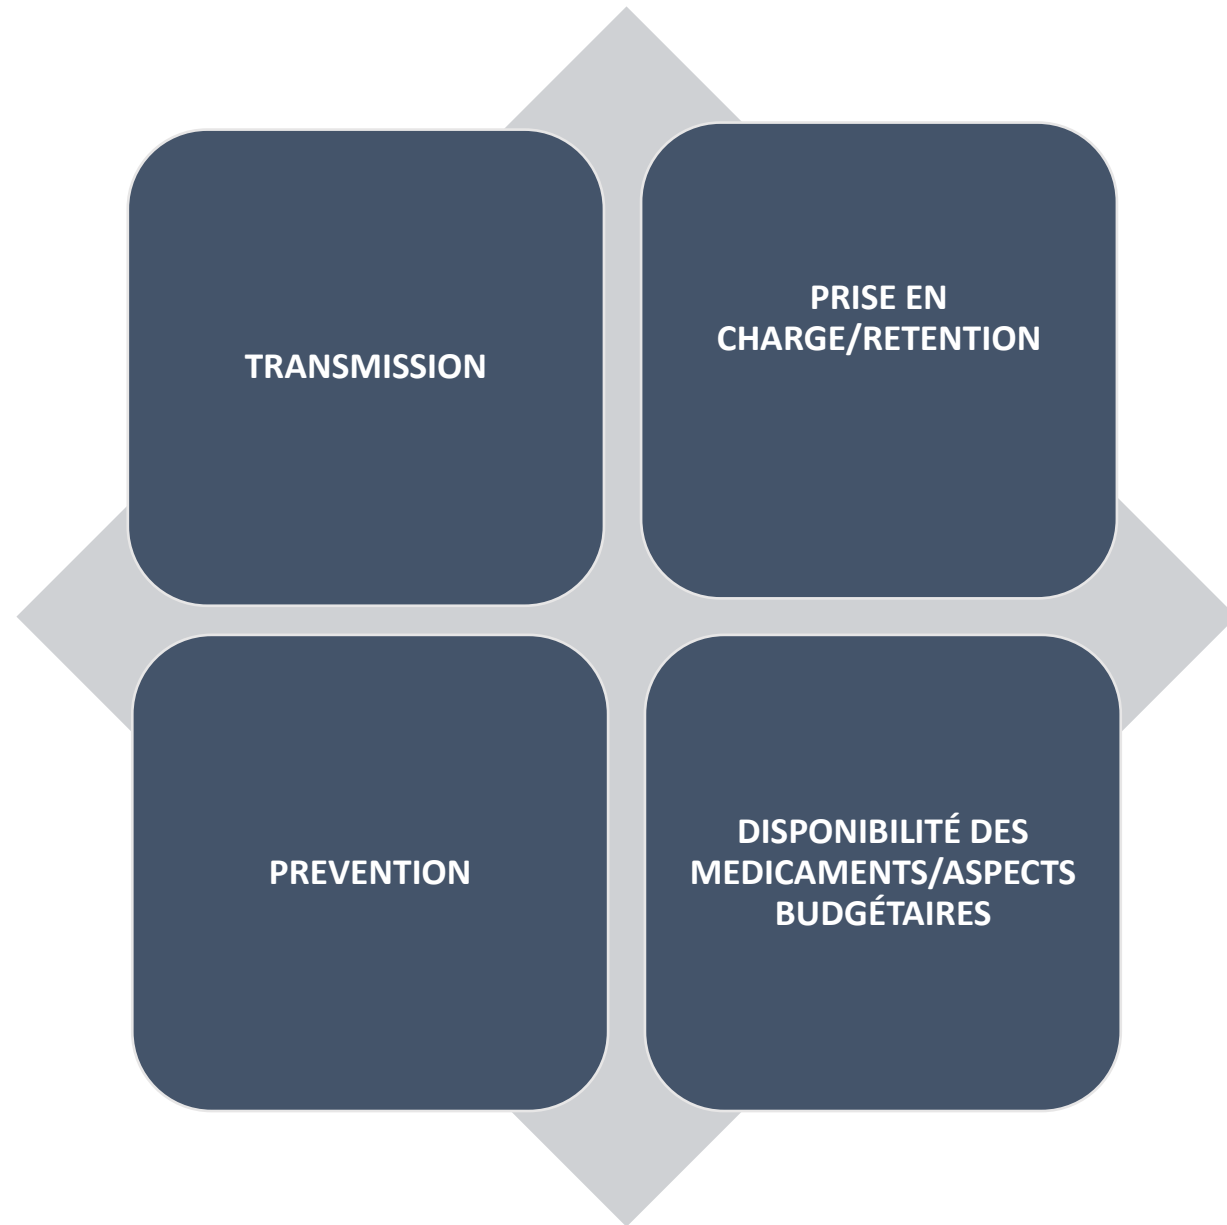 TRANSMISSION
PRISE EN
CHARGE/RETENTION
PREVENTION
DISPONIBILITÉ DES
MEDICAMENTS/ASPECTS
BUDGÉTAIRES